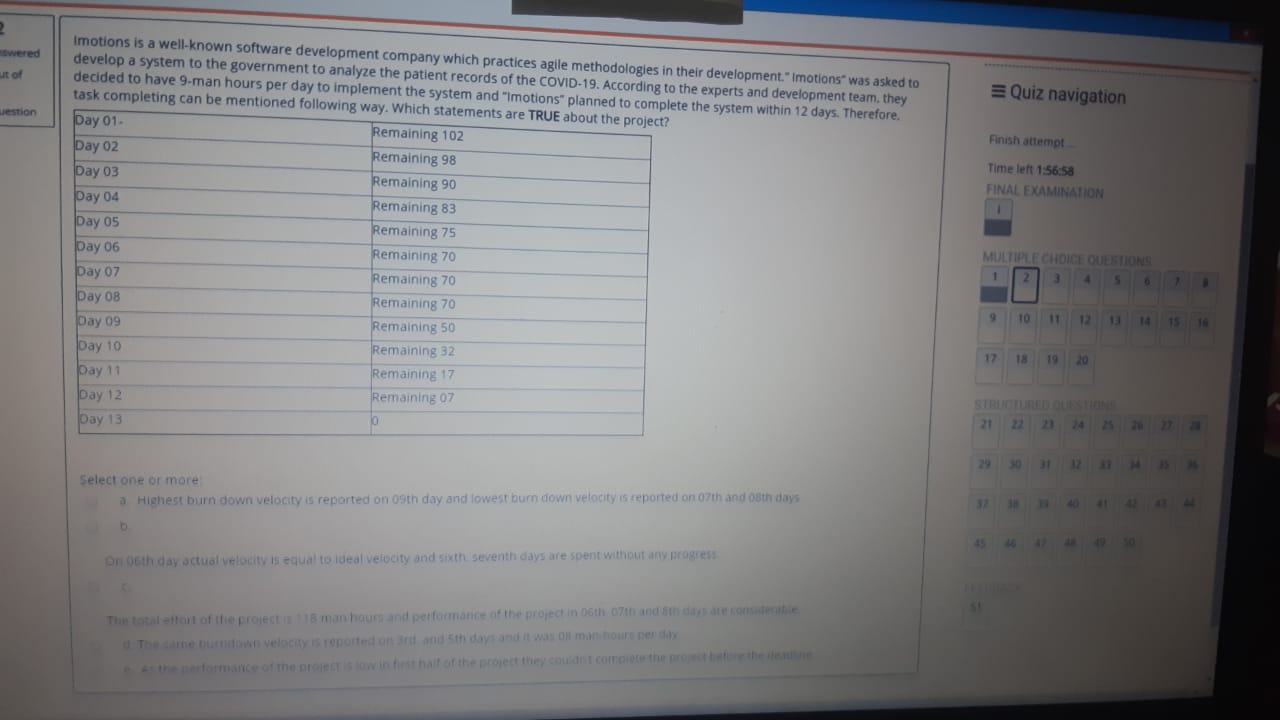 2
swered
ut of
uestion
Imotions is a well-known software development company which practices agile methodologies in their development." Imotions" was asked to
develop a system to the government to analyze the patient records of the COVID-19. According to the experts and development team, they
decided to have 9-man hours per day to implement the system and "Imotions" planned to complete the system within 12 days. Therefore,
task completing can be mentioned following way. Which statements are TRUE about the project?
Day 01- Remaining 102
Day 02 Remaining 98
Day 03 Remaining 90
Day 04 Remaining 83
Day 05 Remaining 75
Day 06 Remaining 70
Day 07 Remaining 70
Day 08 Remaining 70
Day 09 Remaining 50
Day 10 Remaining 32
Day 11 Remaining 17
Day 12 Remaining 07
Day 13 0
Select one or more:
a. Highest burn down velocity is reported on 09th day and lowest burn down velocity is reported on 07th and 08th days
b.
On 06th day actual velocity is equal to ideal velocity and sixth, seventh days are spent without any progress.
c.
The total effort of the project is 118 man hours and performance of the project in 06th, 07th and 8th days are considerable.
d. The same burndown velocity is reported on 3rd. and 5th days and it was 08 man-hours per day
e. As the performance of the project is low in first half of the project they couldn't complete the project before the deadline
Quiz navigation
Finish attempt ...
Time left 1:56:58
FINAL EXAMINATION
i
MULTIPLE CHOICE QUESTIONS
1 2 3 4 5 6 7 8
9 10 11 12 13 14 15 16
17 18 19 20
STRUCTURED QUESTIONS
21 22 23 24 25 26 27 28
29 30 31 32 33 34 35 36
37 38 39 40 41 42 43 44
45 46 47 48 49 50
FEEDBACK
51